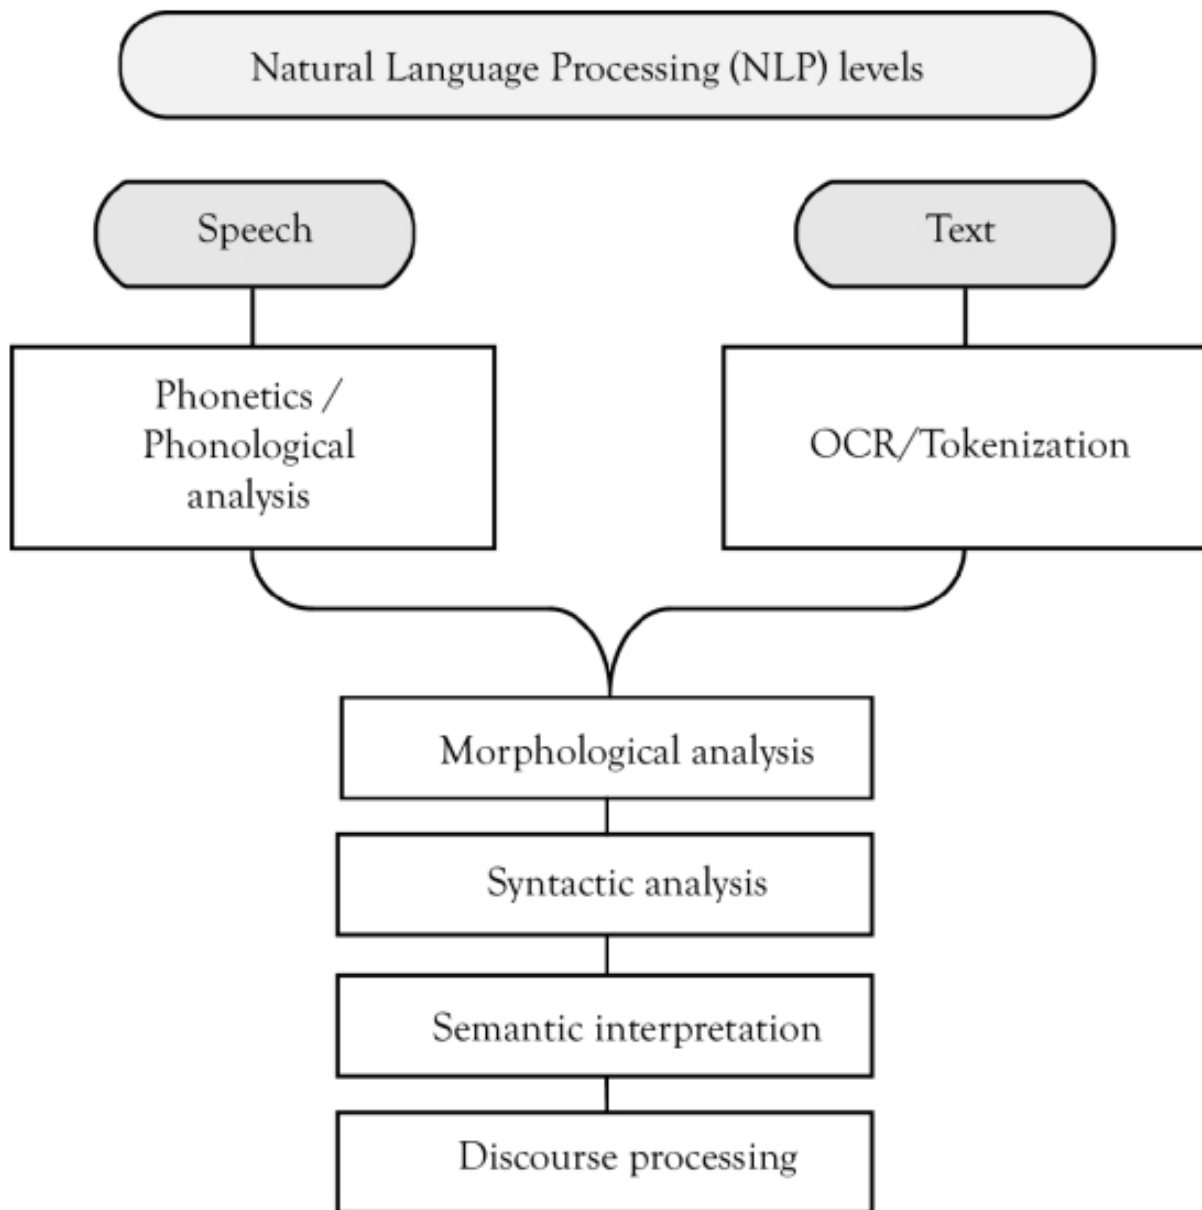 Natural Language Processing (NLP) levels
Speech
Text
Phonetics /
Phonological
analysis
OCR/Tokenization
Morphological analysis
Syntactic analysis
Semantic interpretation
Discourse processing